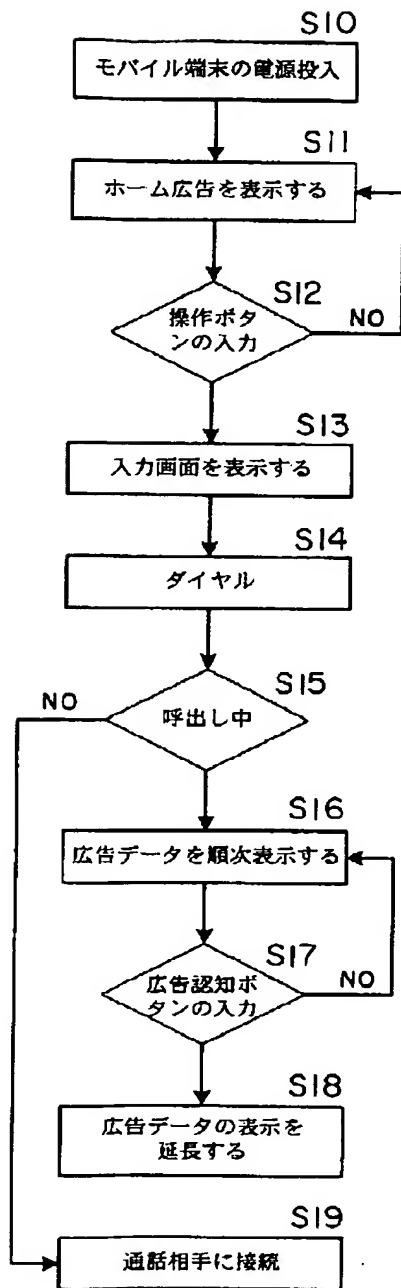 S10
モバイル端末の電源投入
S11
ホーム広告を表示する
S12
操作ボタ
ンの入力
NO
S13
入力画面を表示する
S14
ダイヤル
S15
NO
呼出し中
S16
広告データを順次表示する
S17
広告認知ボ
タンの入力
NO
S18
広告データの表示を
延長する
S19
通話相手に接続